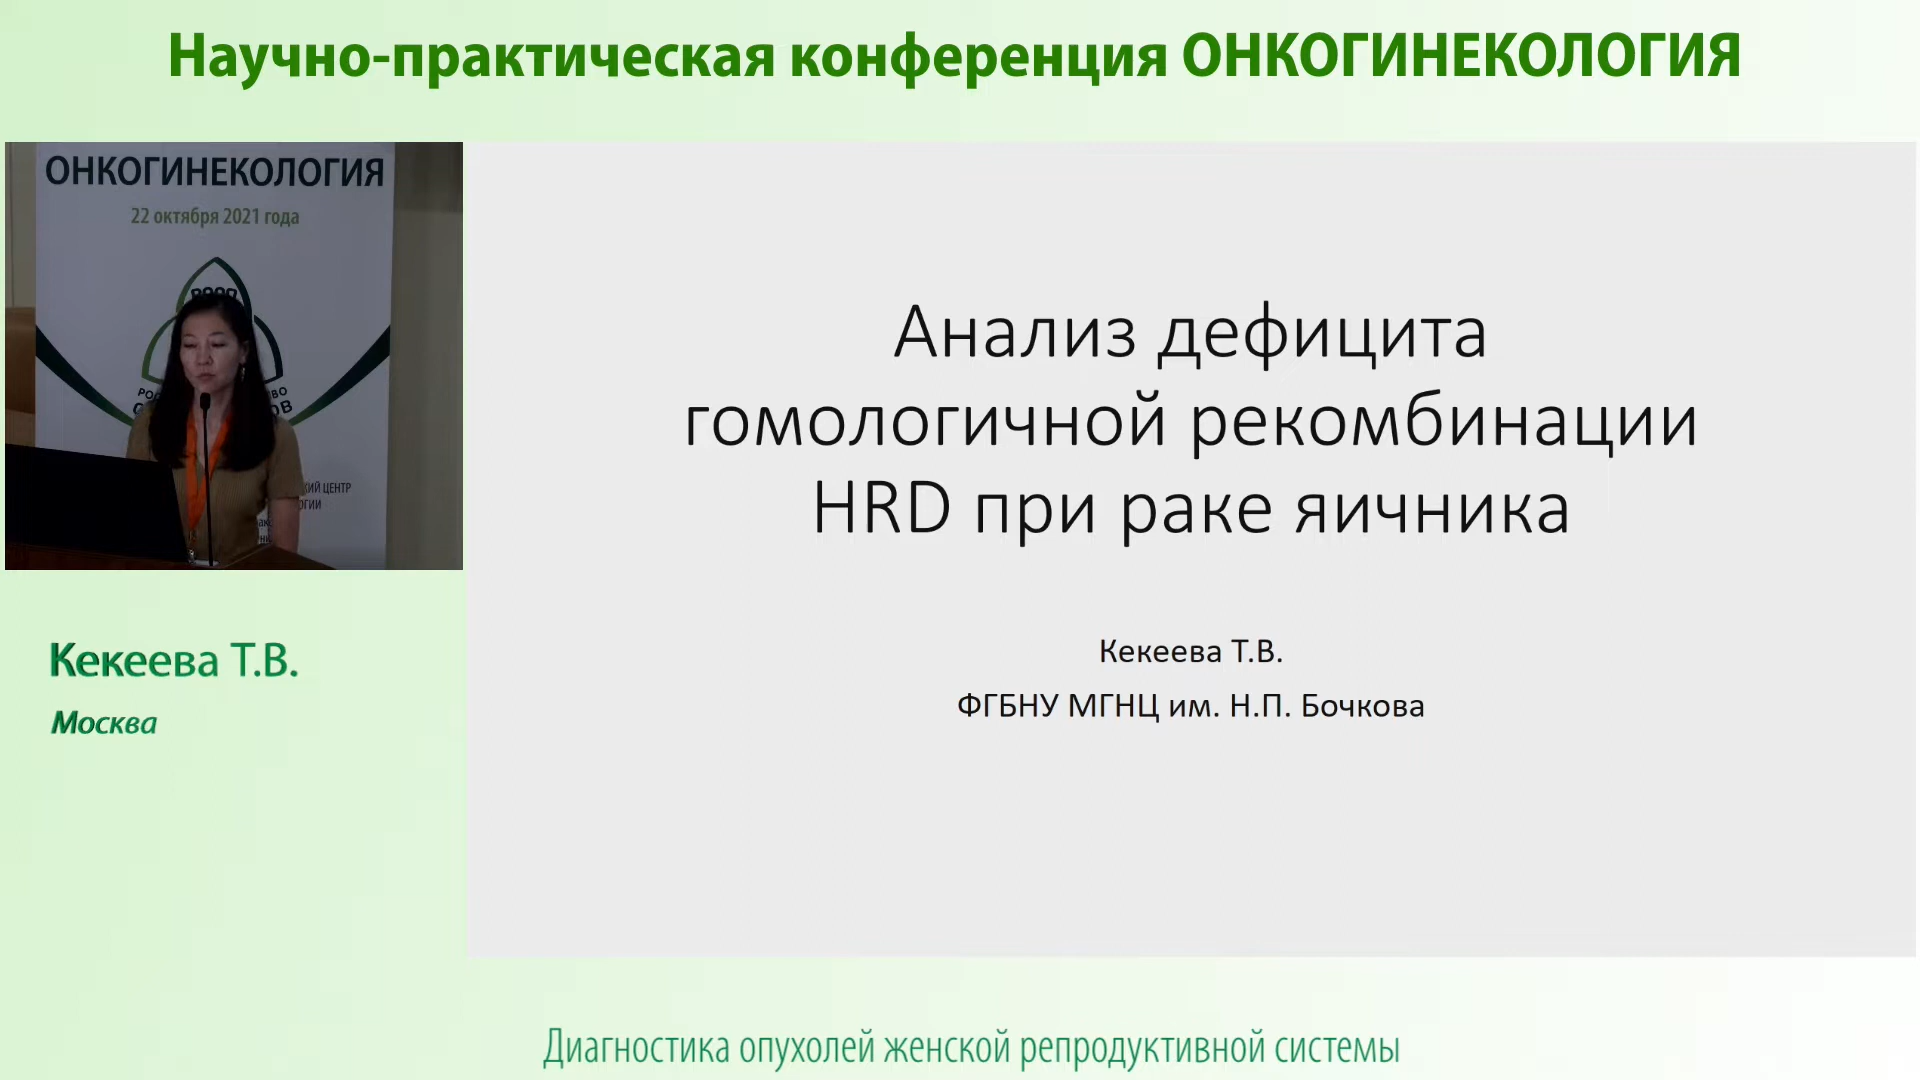 Научно-практическая конференция ОНКОГИНЕКОЛОГИЯ
ОНКОГИНЕКОЛОГИЯ
22 октября 2021 года
Анализ дефицита
гомологичной рекомбинации
HRD при раке яичника
Кекеева Т.В.
ФГБНУ МГНЦ им. Н.П. Бочкова
Кекеева Т.В.
Москва
Диагностика опухолей женской репродуктивной системы